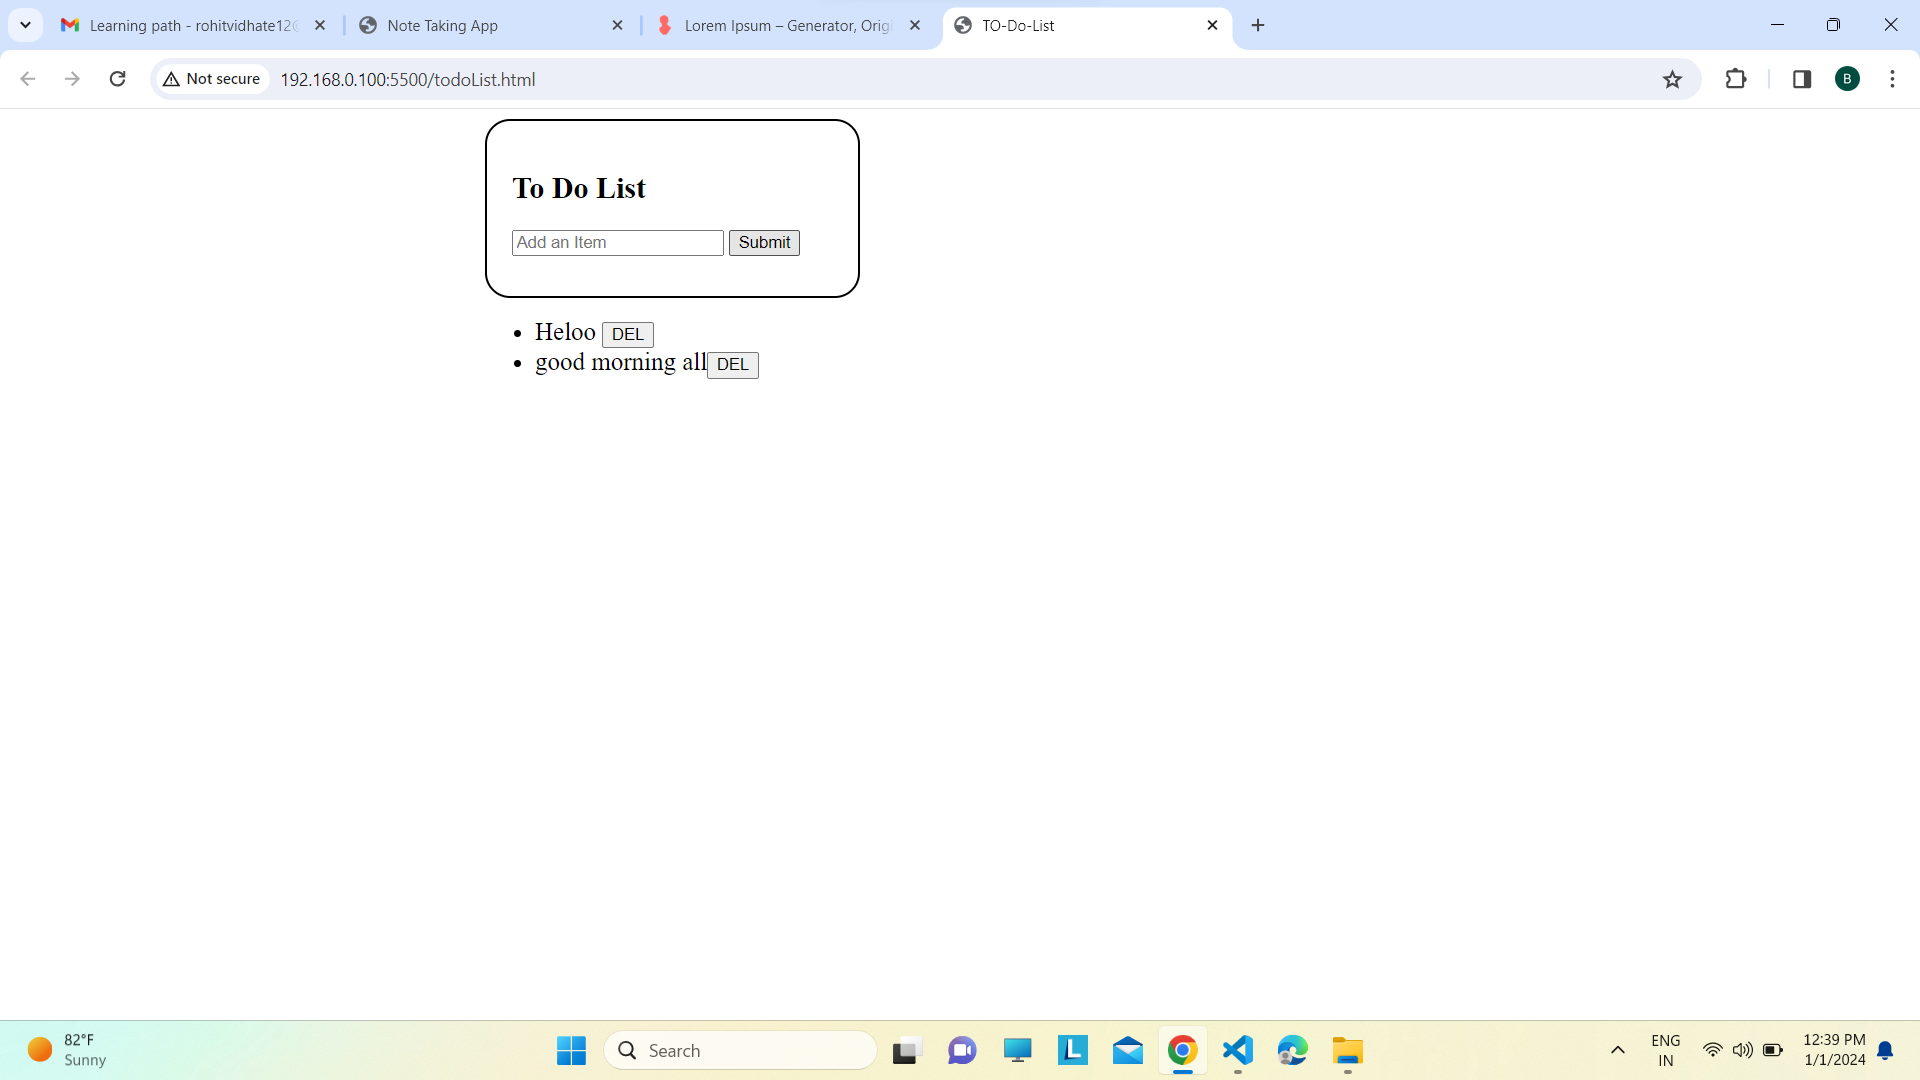 Learning path - rohitvidhate12@
Note Taking App
Lorem Ipsum – Generator, Origi
TO-Do-List
Not secure
192.168.0.100:5500/todoList.html
B
To Do List
Add an Item
Submit
Heloo DEL
good morning all DEL
82°F
Sunny
Search
L
ENG
IN
12:39 PM
1/1/2024